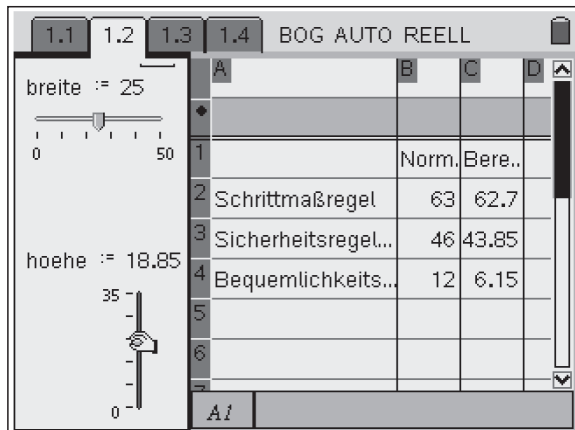 1.1 1.2 1.3 1.4 BOG AUTO REELL
breite := 25
0 50
hoehe := 18.85
35
0
A B C D
1 Norm. Bere..
2 Schrittmaßregel 63 62.7
3 Sicherheitsregel... 46 43.85
4 Bequemlichkeits... 12 6.15
5
6
A1